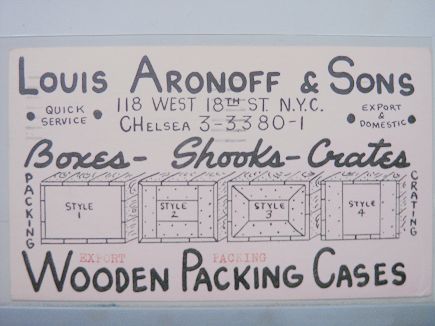 LOUIS ARONOFF & SONS
QUICK SERVICE
118 WEST 18TH ST. N.Y.C.
CHELSEA 3-3380-1
EXPORT & DOMESTIC
Boxes - Shooks - Crates
PACKING
STYLE 1
STYLE 2
STYLE 3
STYLE 4
CRATING
EXPORT PACKING
WOODEN PACKING CASES